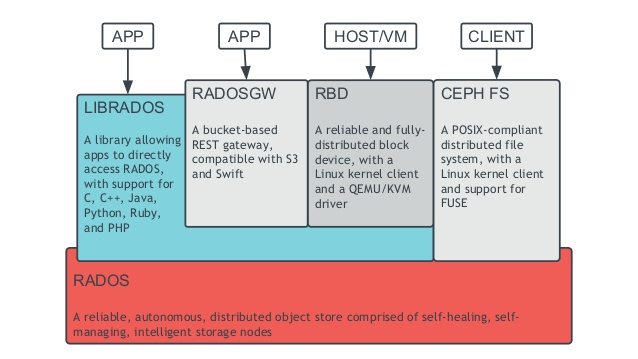 APP
APP
HOST/VM
CLIENT
LIBRADOS
A library allowing
apps to directly
access RADOS,
with support for
C, C++, Java,
Python, Ruby,
and PHP
RADOSGW
A bucket-based
REST gateway,
compatible with S3
and Swift
RBD
A reliable and fully-
distributed block
device, with a
Linux kernel client
and a QEMU/KVM
driver
CEPH FS
A POSIX-compliant
distributed file
system, with a
Linux kernel client
and support for
FUSE
RADOS
A reliable, autonomous, distributed object store comprised of self-healing, self-
managing, intelligent storage nodes